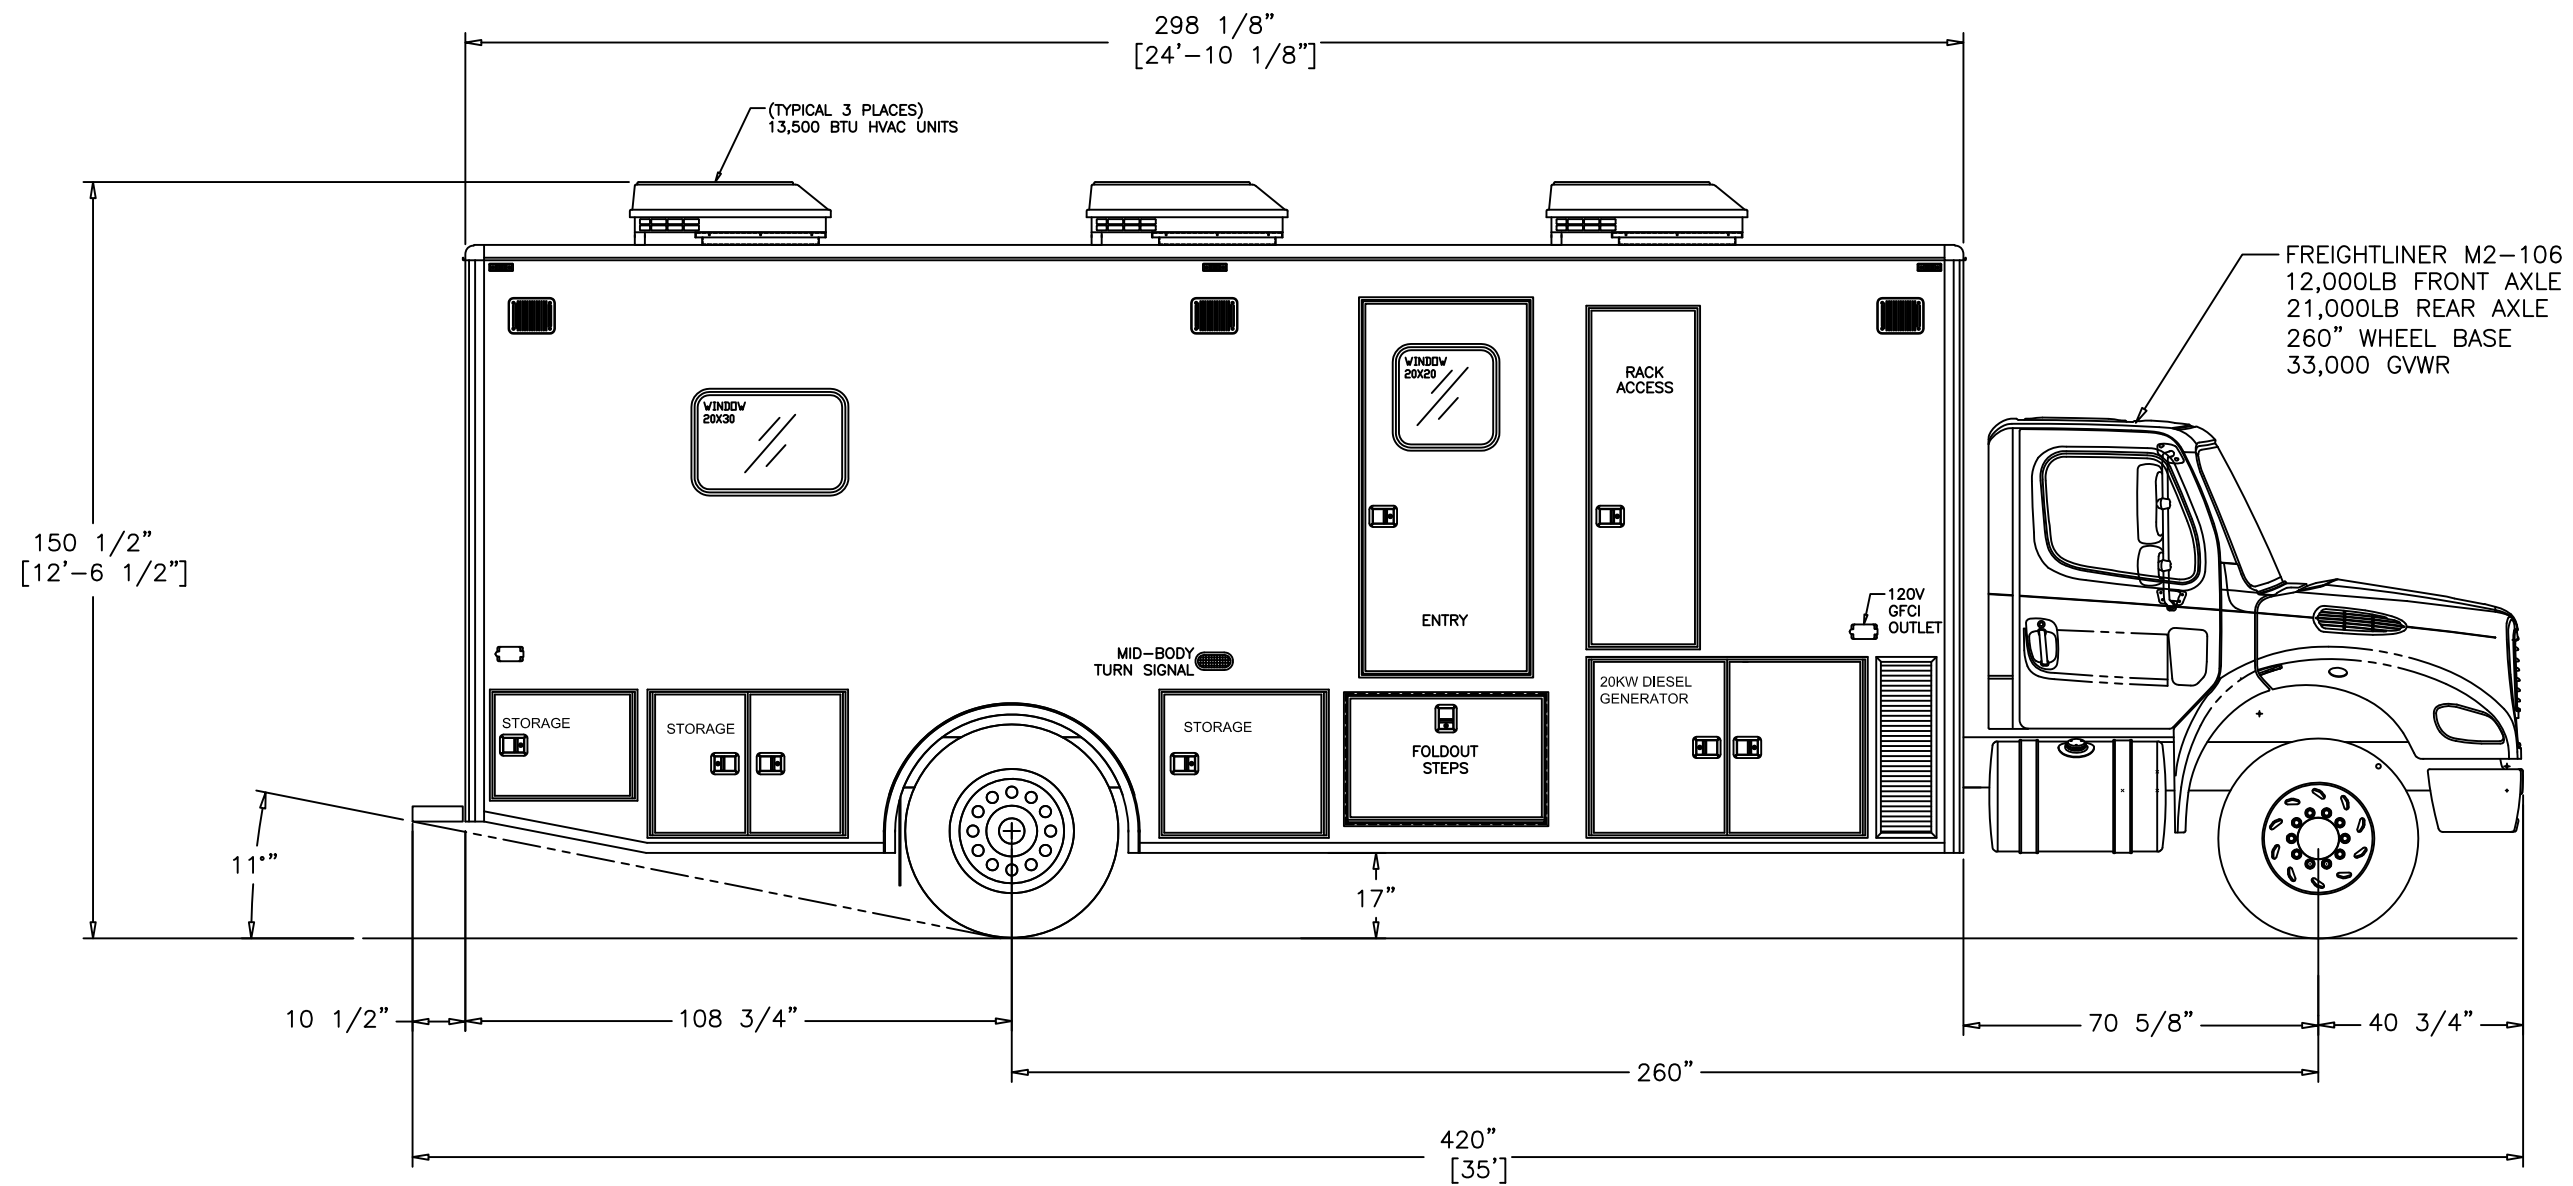 298 1/8"
[24'-10 1/8"]
(TYPICAL 3 PLACES)
13,500 BTU HVAC UNITS
FREIGHTLINER M2-106
12,000LB FRONT AXLE
21,000LB REAR AXLE
260" WHEEL BASE
33,000 GVWR
WINDOW
20X30
WINDOW
20X20
RACK
ACCESS
150 1/2"
[12'-6 1/2"]
ENTRY
120V
GFCI
OUTLET
MID-BODY
TURN SIGNAL
STORAGE
STORAGE
STORAGE
FOLDOUT
STEPS
20KW DIESEL
GENERATOR
11°"
17"
10 1/2"
108 3/4"
70 5/8"
40 3/4"
260"
420"
[35']